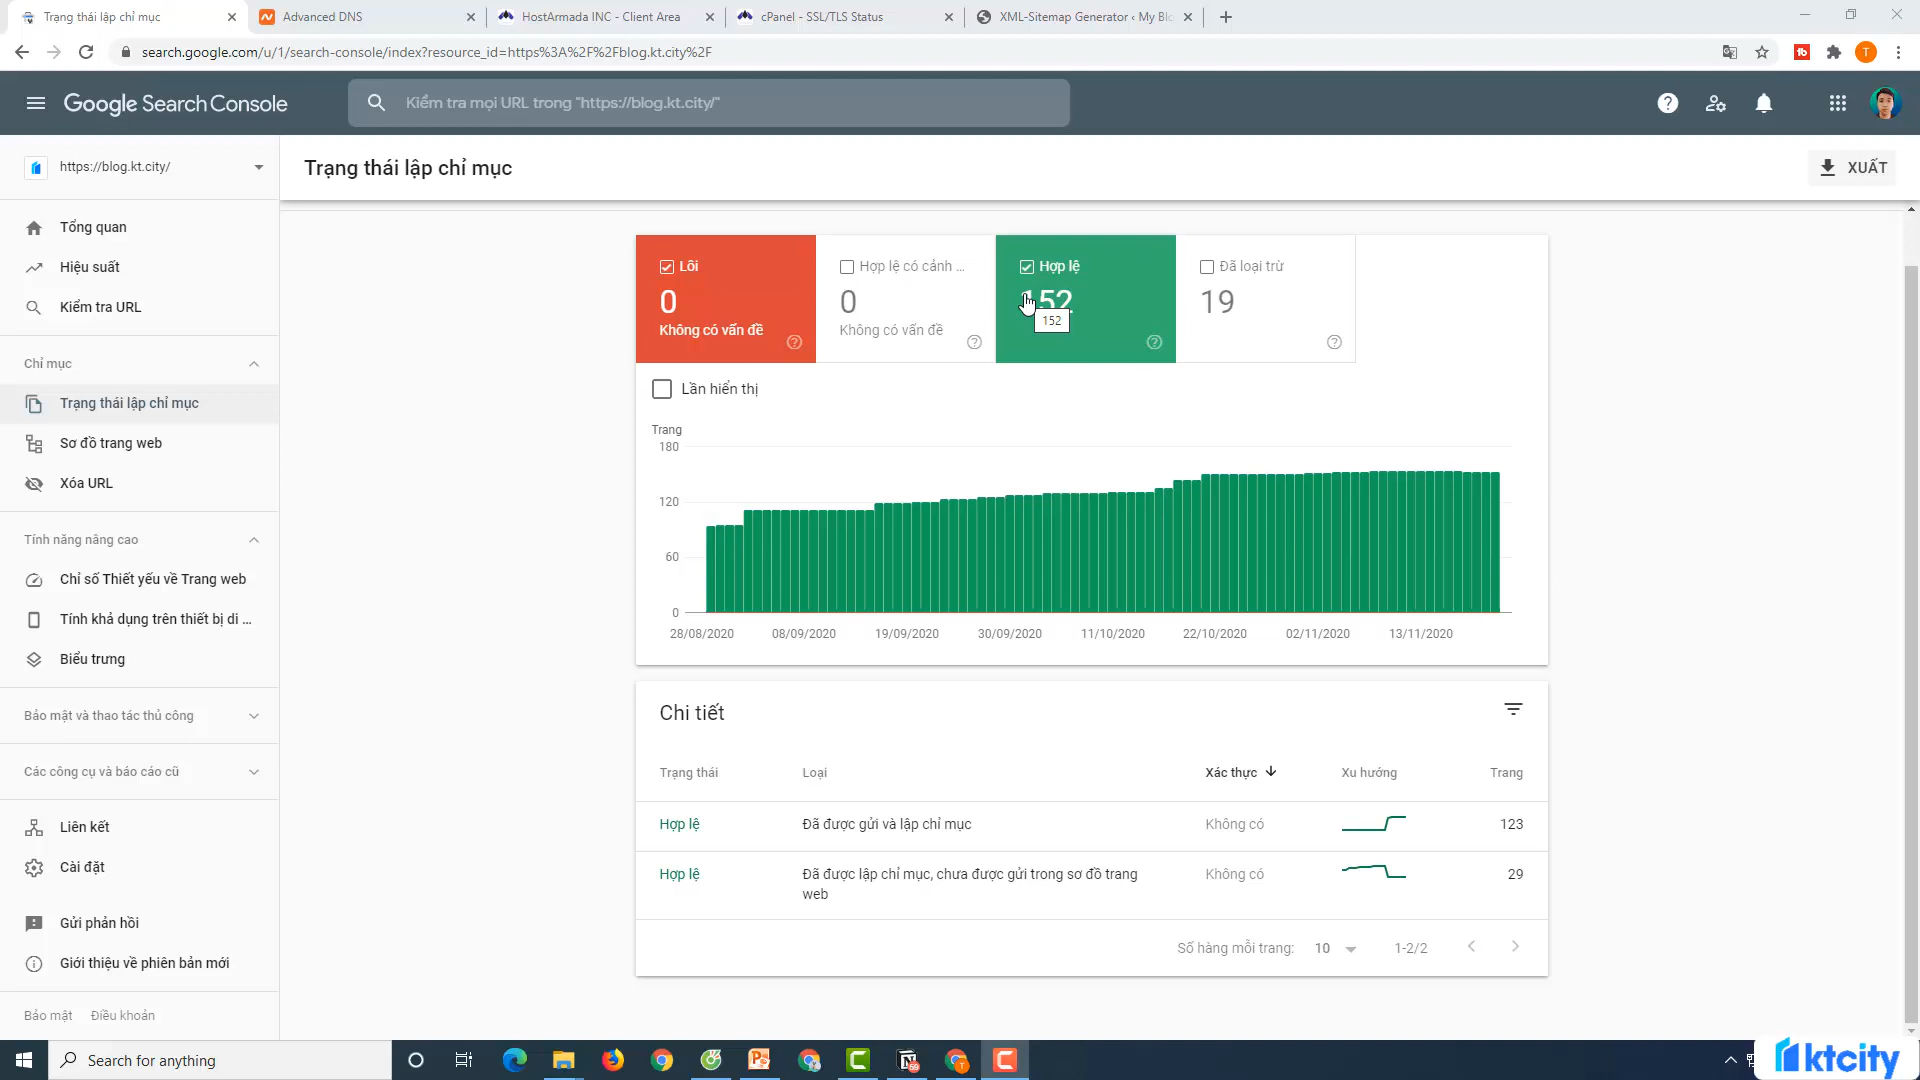 Trạng thái lập chỉ mục
Advanced DNS
HostArmada INC - Client Area
cPanel - SSL/TLS Status
XML-Sitemap Generator ‹ My Blo
search.google.com/u/1/search-console/index?resource_id=https%3A%2F%2Fblog.kt.city%2F
T
Google Search Console
Kiểm tra mọi URL trong "https://blog.kt.city/"
https://blog.kt.city/
Trạng thái lập chỉ mục
XUẤT
Tổng quan
Hiệu suất
Kiểm tra URL
Chỉ mục
Trạng thái lập chỉ mục
Sơ đồ trang web
Xóa URL
Tính năng nâng cao
Chỉ số Thiết yếu về Trang web
Tính khả dụng trên thiết bị di ...
Biểu trưng
Bảo mật và thao tác thủ công
Các công cụ và báo cáo cũ
Liên kết
Cài đặt
Gửi phản hồi
Giới thiệu về phiên bản mới
Bảo mật Điều khoản
Lỗi
0
Không có vấn đề
Hợp lệ có cảnh ...
0
Không có vấn đề
Hợp lệ
152
152
Đã loại trừ
19
Lần hiển thị
Trang
180
120
60
0
28/08/2020 08/09/2020 19/09/2020 30/09/2020 11/10/2020 22/10/2020 02/11/2020 13/11/2020
Chi tiết
Trạng thái Loại Xác thực Xu hướng Trang
Hợp lệ Đã được gửi và lập chỉ mục Không có 123
Hợp lệ Đã được lập chỉ mục, chưa được gửi trong sơ đồ trang Không có 29
web
Số hàng mỗi trang: 10 1-2/2
Search for anything
ktcity